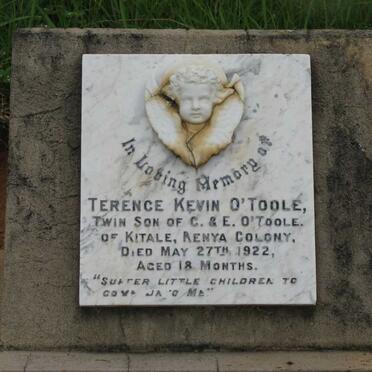 In Loving Memory of
Terence Kevin O'Toole,
Twin Son of C. & E. O'Toole.
of Kitale, Kenya Colony,
Died May 27th 1922,
Aged 18 Months.
"Suffer little children to
come unto Me"